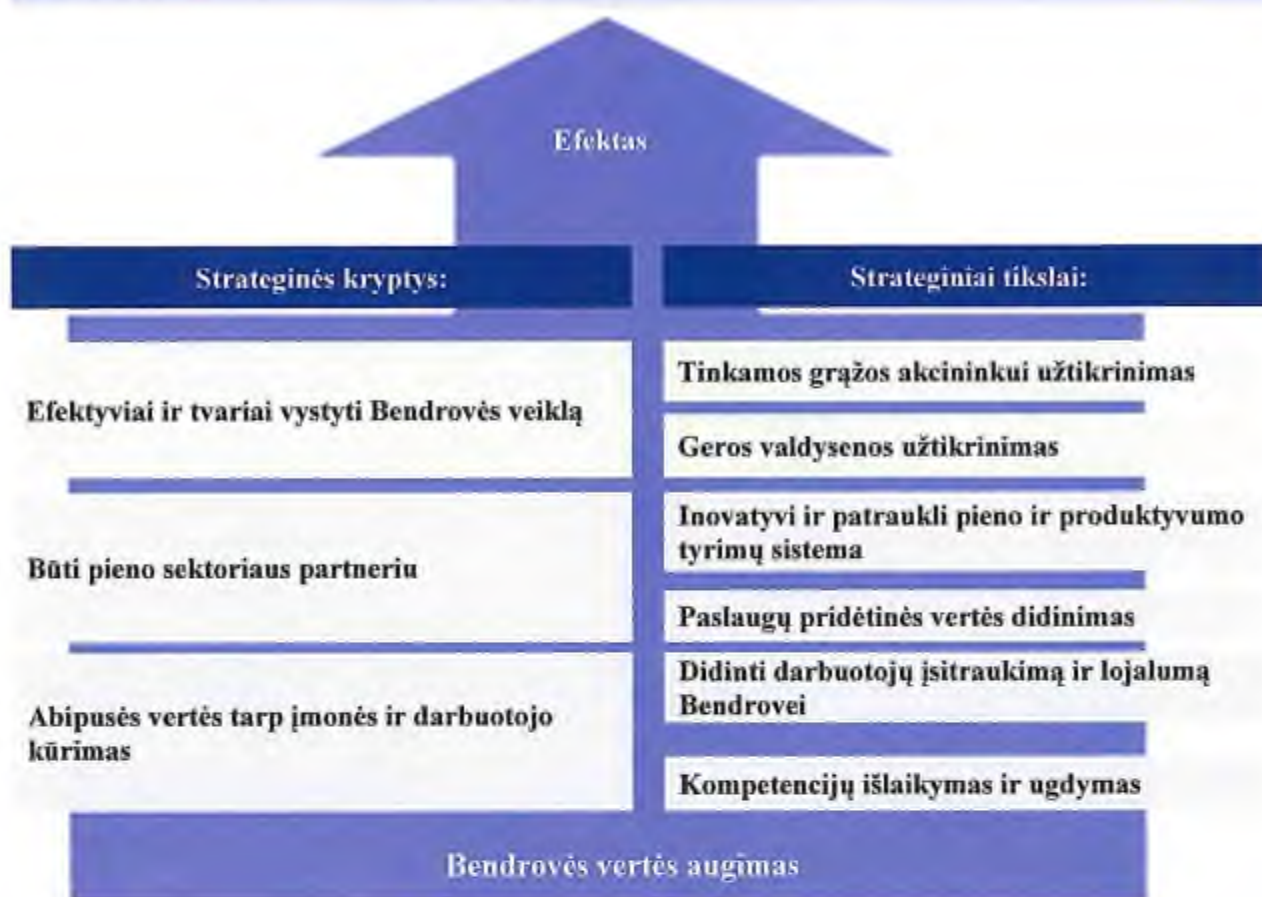 Efektas
Strateginės kryptys:
Strateginiai tikslai:
Efektyviai ir tvariai vystyti Bendrovės veiklą
Tinkamos grąžos akcininkui užtikrinimas
Geros valdysenos užtikrinimas
Būti pieno sektoriaus partneriu
Inovatyvi ir patraukli pieno ir produktyvumo
tyrimų sistema
Paslaugų pridėtinės vertės didinimas
Abipusės vertės tarp įmonės ir darbuotojo
kūrimas
Didinti darbuotojų įsitraukimą ir lojalumą
Bendrovei
Kompetencijų išlaikymas ir ugdymas
Bendrovės vertės augimas